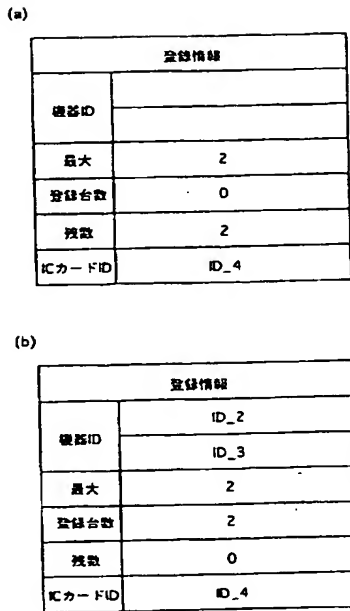 (a)
登録情報
機器ID
最大 2
登録台数 0
残数 2
ICカードID ID_4
(b)
登録情報
機器ID ID_2
ID_3
最大 2
登録台数 2
残数 0
ICカードID ID_4